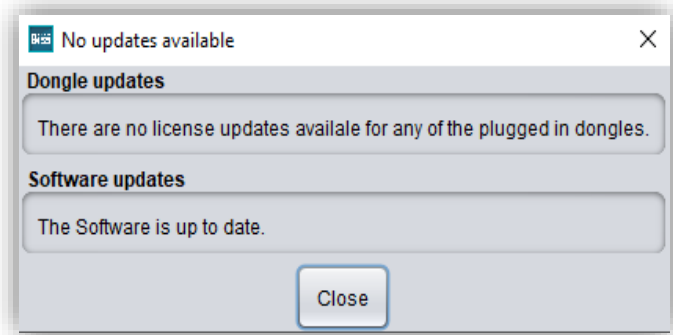 No updates available
Dongle updates
There are no license updates availale for any of the plugged in dongles.
Software updates
The Software is up to date.
Close